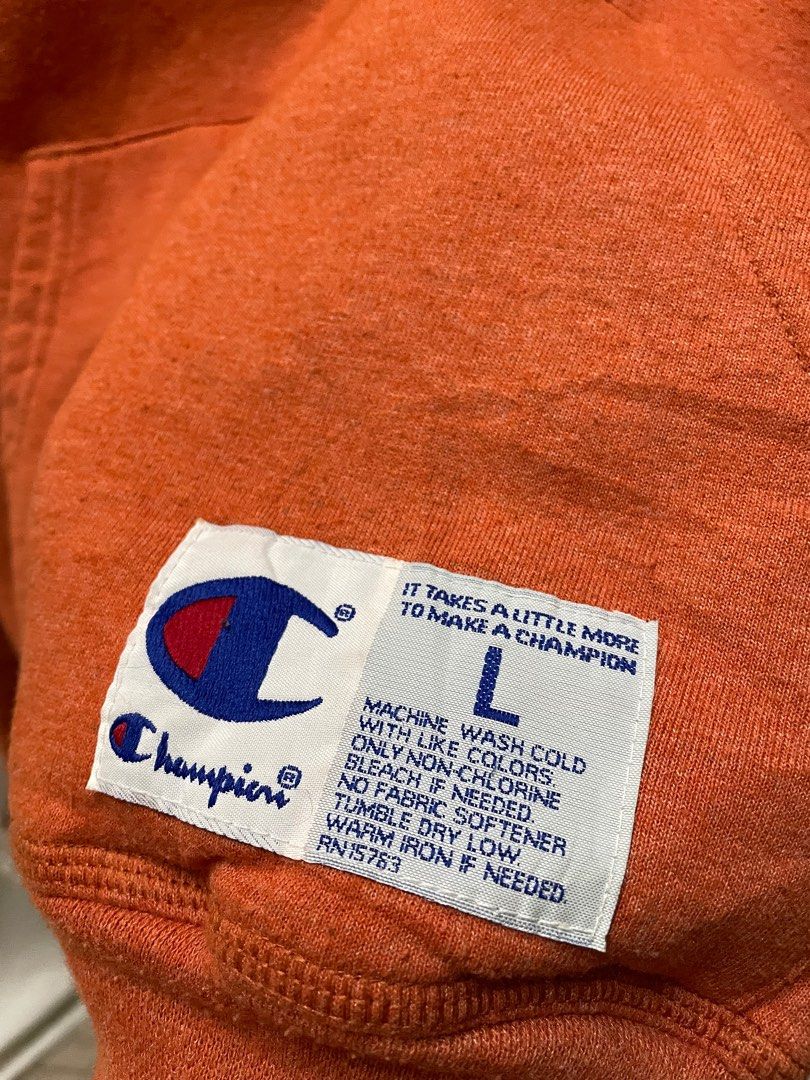 Champion®
IT TAKES A LITTLE MORE
TO MAKE A CHAMPION
L
MACHINE WASH COLD
WITH LIKE COLORS.
ONLY NON-CHLORINE
BLEACH IF NEEDED.
NO FABRIC SOFTENER
TUMBLE DRY LOW.
WARM IRON IF NEEDED.
RN15763